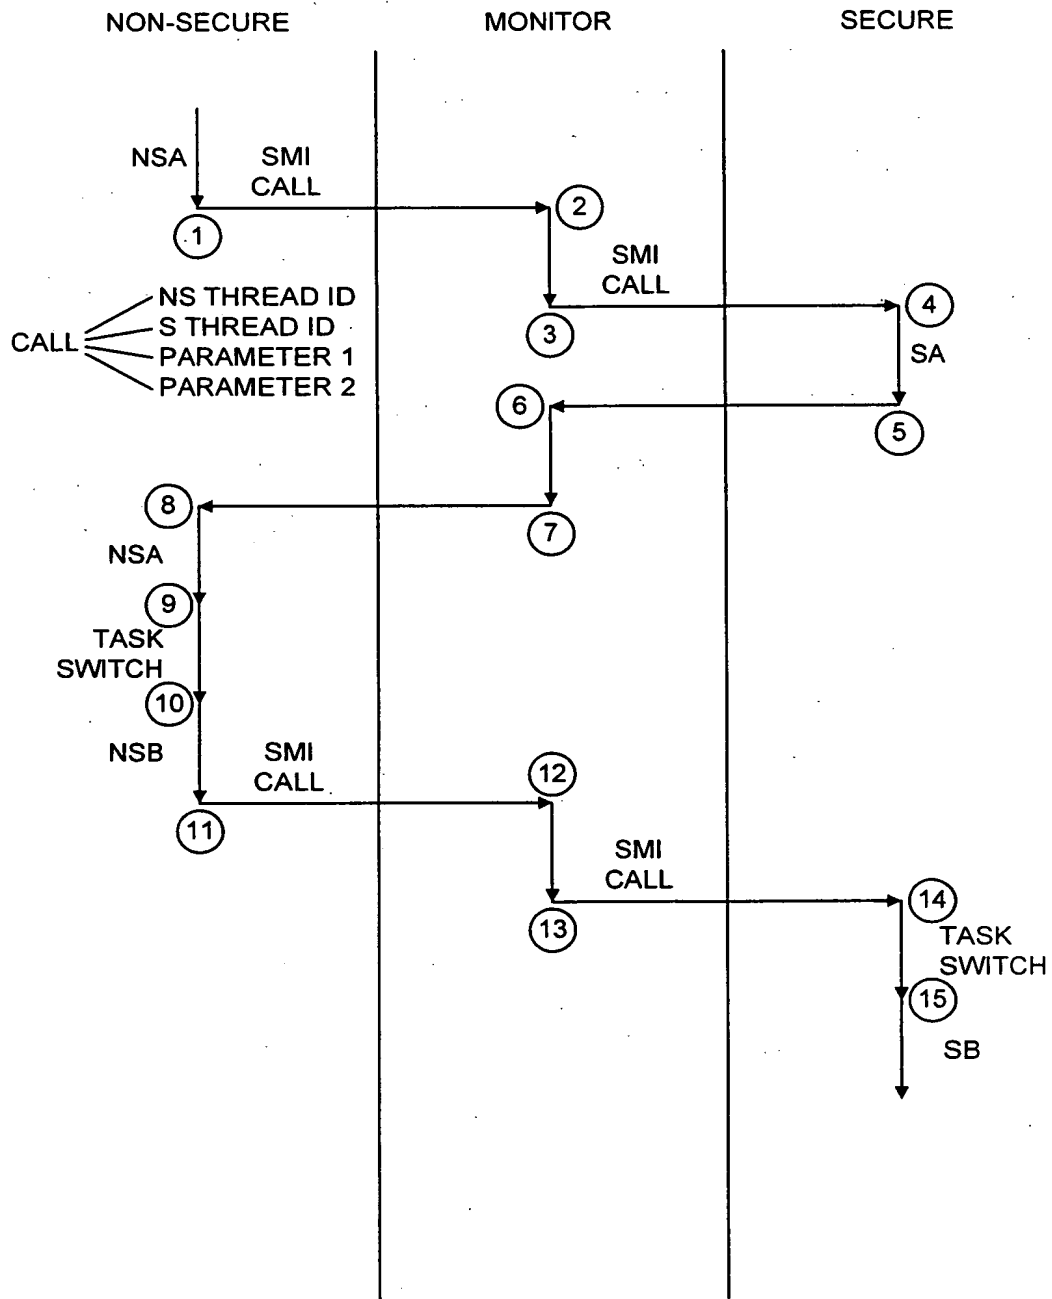 NON-SECURE
MONITOR
SECURE
NSA
SMI
CALL
1
2
SMI
CALL
3
4
CALL
NS THREAD ID
S THREAD ID
PARAMETER 1
PARAMETER 2
SA
6
5
8
7
NSA
9
TASK
SWITCH
10
NSB
SMI
CALL
12
11
SMI
CALL
13
14
TASK
SWITCH
15
SB